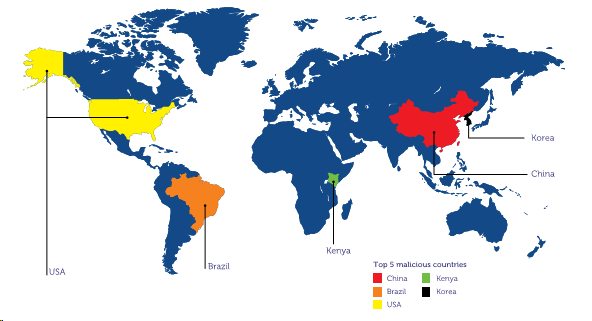 Korea
China
Kenya
Brazil
USA
Top 5 malicious countries
China
Kenya
Brazil
Korea
USA